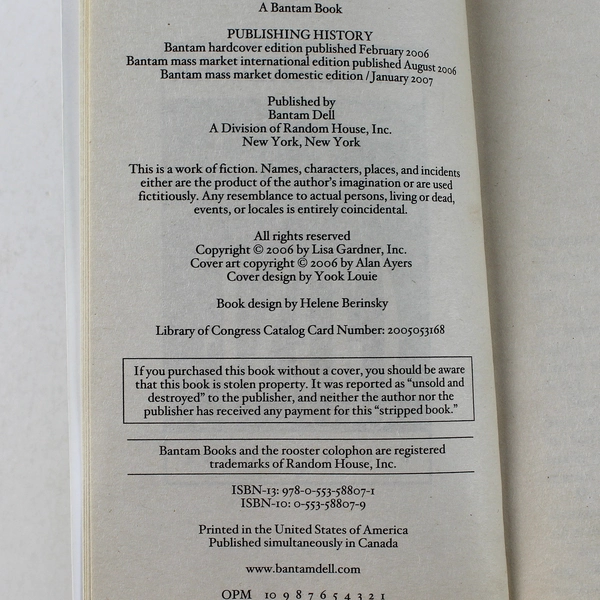 A Bantam Book
PUBLISHING HISTORY
Bantam hardcover edition published February 2006
Bantam mass market international edition published August 2006
Bantam mass market domestic edition / January 2007
Published by
Bantam Dell
A Division of Random House, Inc.
New York, New York
This is a work of fiction. Names, characters, places, and incidents
either are the product of the author's imagination or are used
fictitiously. Any resemblance to actual persons, living or dead,
events, or locales is entirely coincidental.
All rights reserved
Copyright © 2006 by Lisa Gardner, Inc.
Cover art copyright © 2006 by Alan Ayers
Cover design by Yook Louie
Book design by Helene Berinsky
Library of Congress Catalog Card Number: 2005053168
If you purchased this book without a cover, you should be aware
that this book is stolen property. It was reported as “unsold and
destroyed” to the publisher, and neither the author nor the
publisher has received any payment for this “stripped book.”
Bantam Books and the rooster colophon are registered
trademarks of Random House, Inc.
ISBN-13: 978-0-553-58807-1
ISBN-10: 0-553-58807-9
Printed in the United States of America
Published simultaneously in Canada
www.bantamdell.com
OPM 10 9 8 7 6 5 4 3 2 1